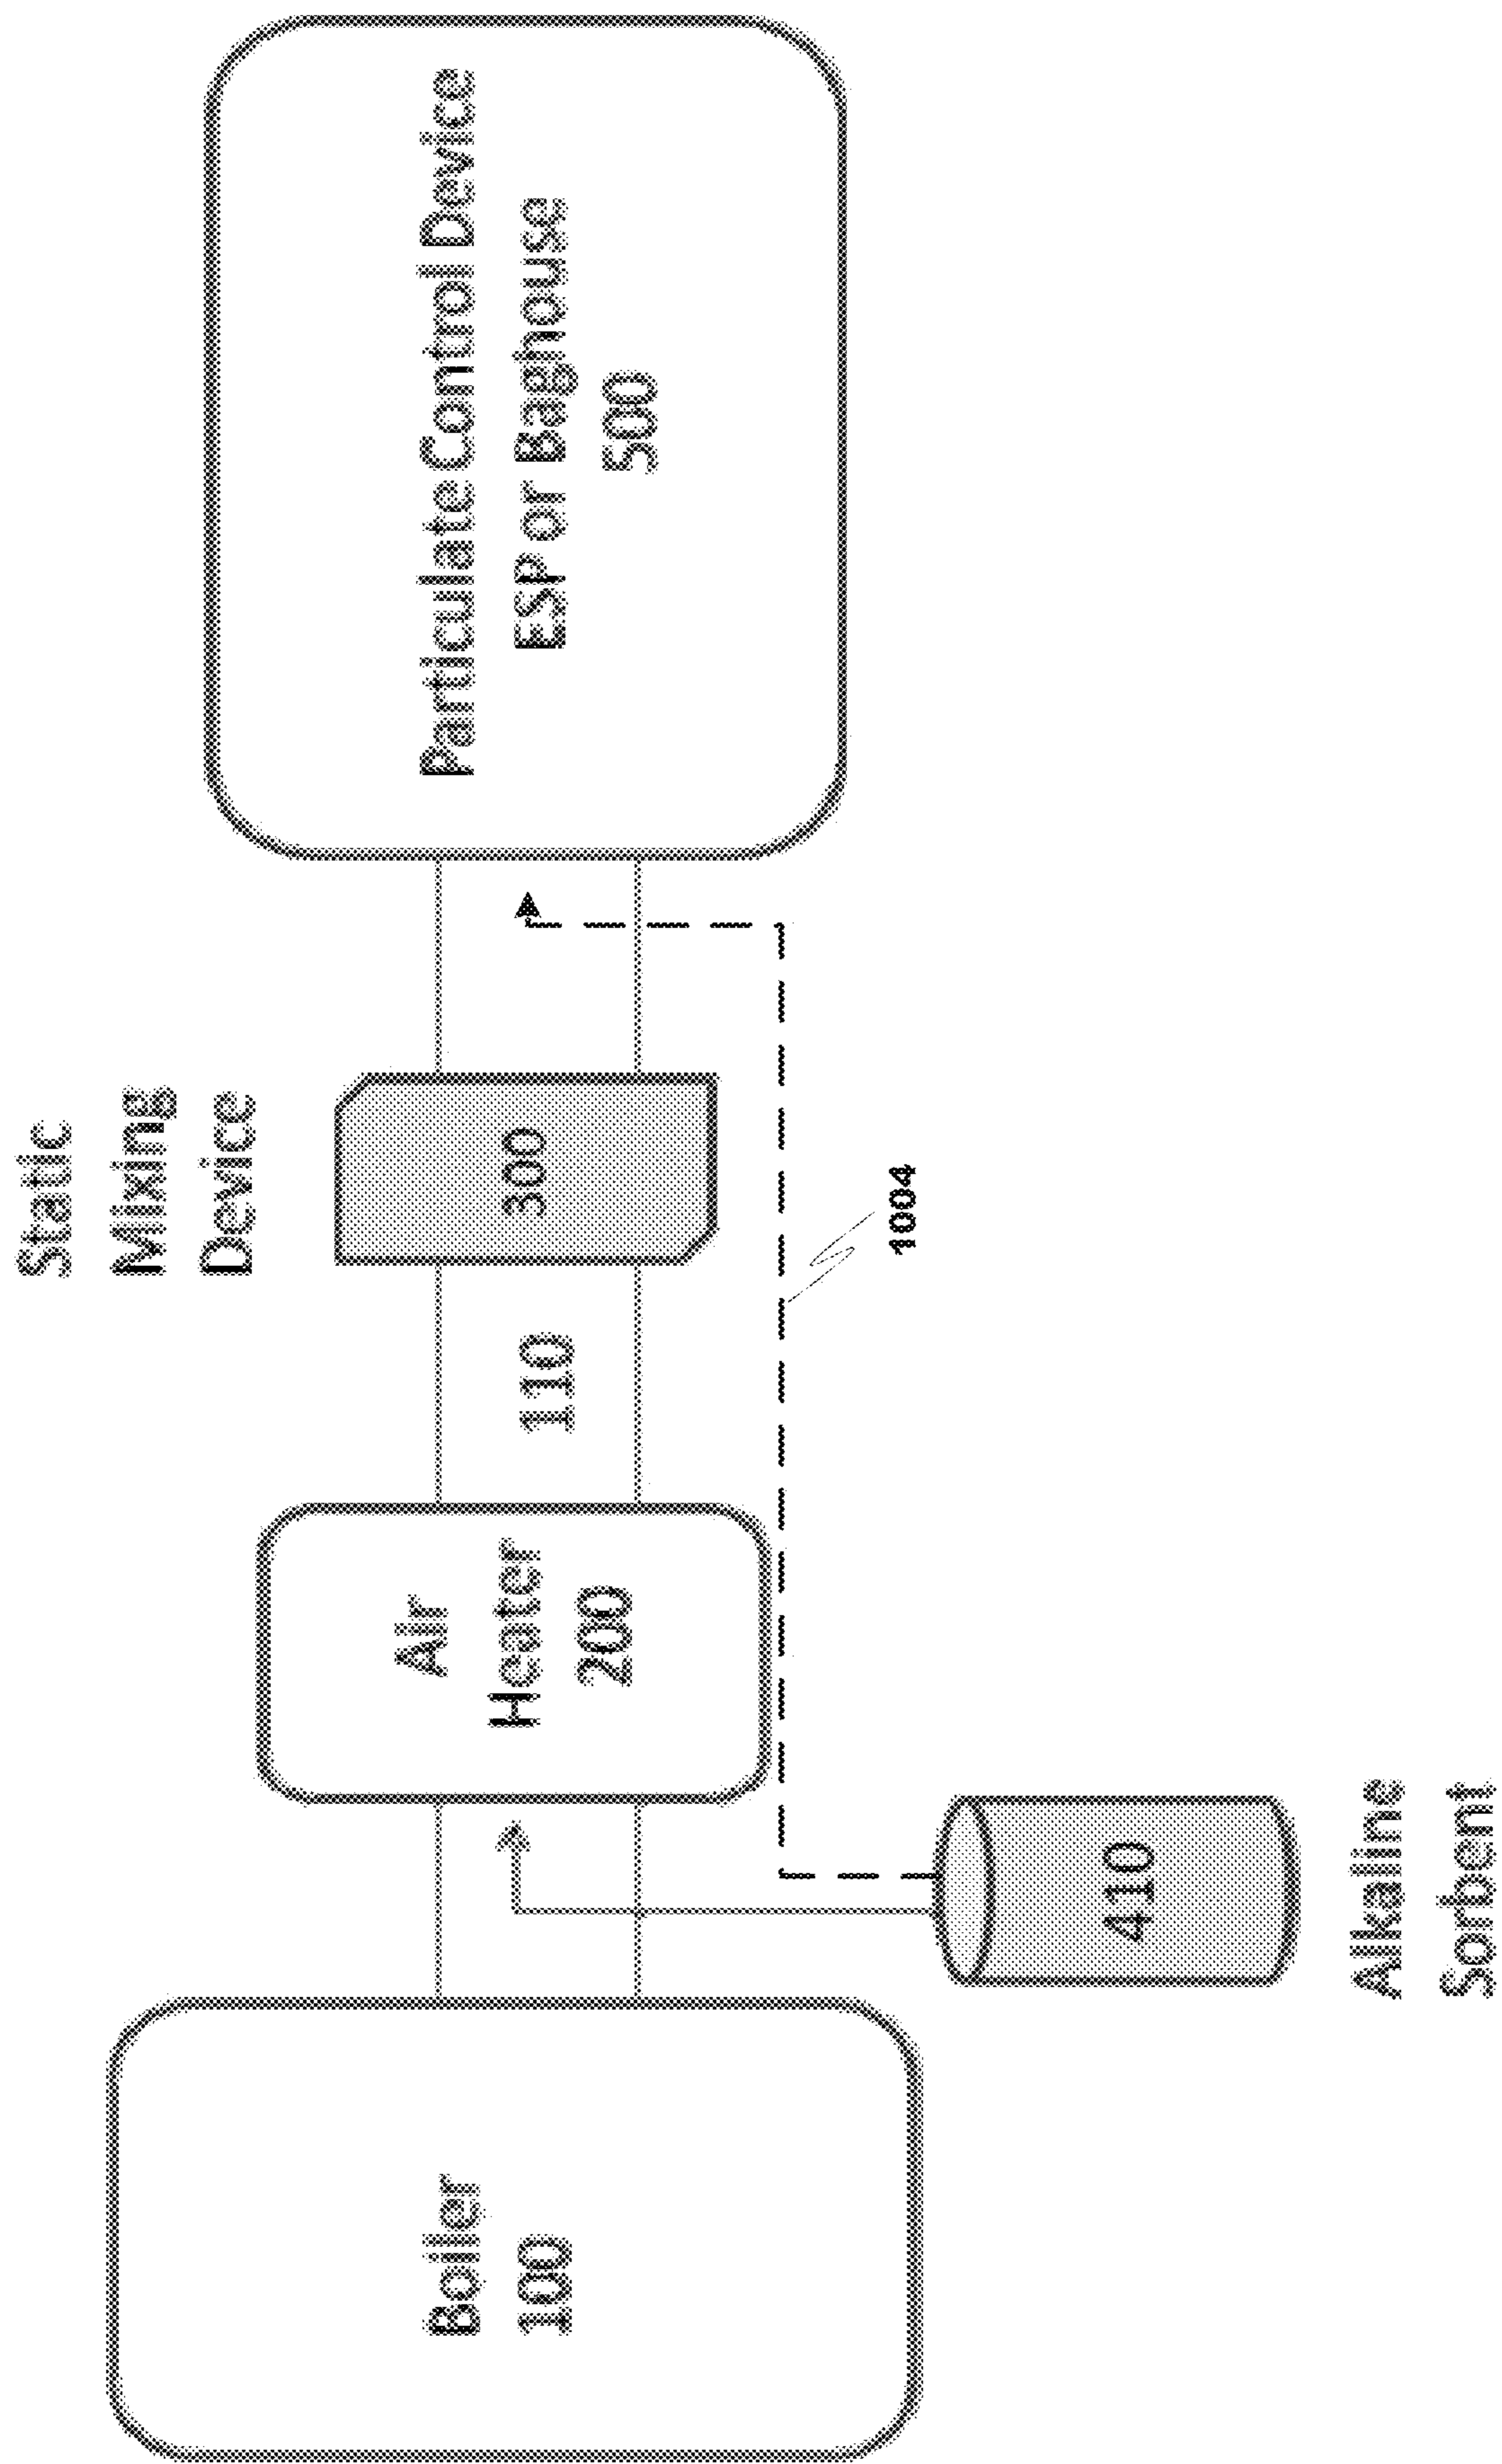 Boiler
100
Air
Heater
200
110
Static
Mixing
Device
300
Particulate Control Device
ESP or Baghouse
500
1004
410
Alkaline
Sorbent